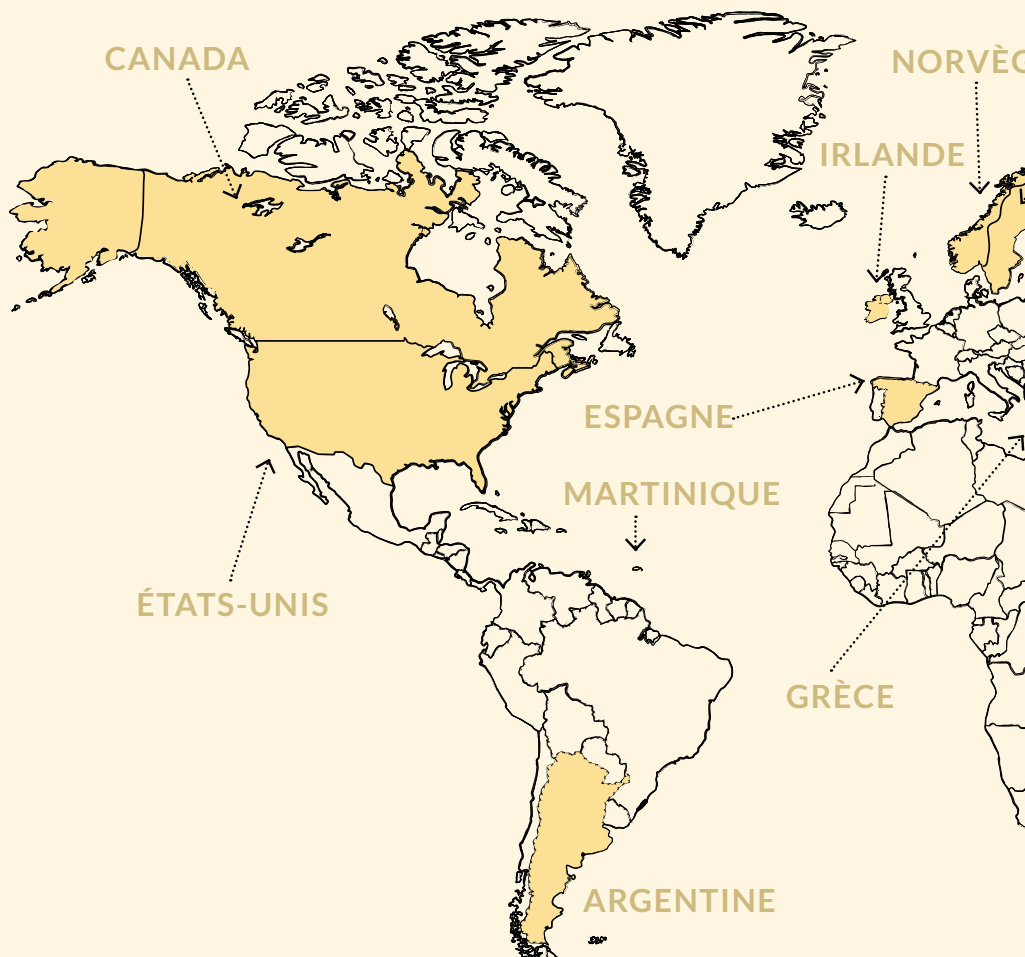 CANADA
NORVÈG
IRLANDE
ESPAGNE
MARTINIQUE
ÉTATS-UNIS
GRÈCE
ARGENTINE